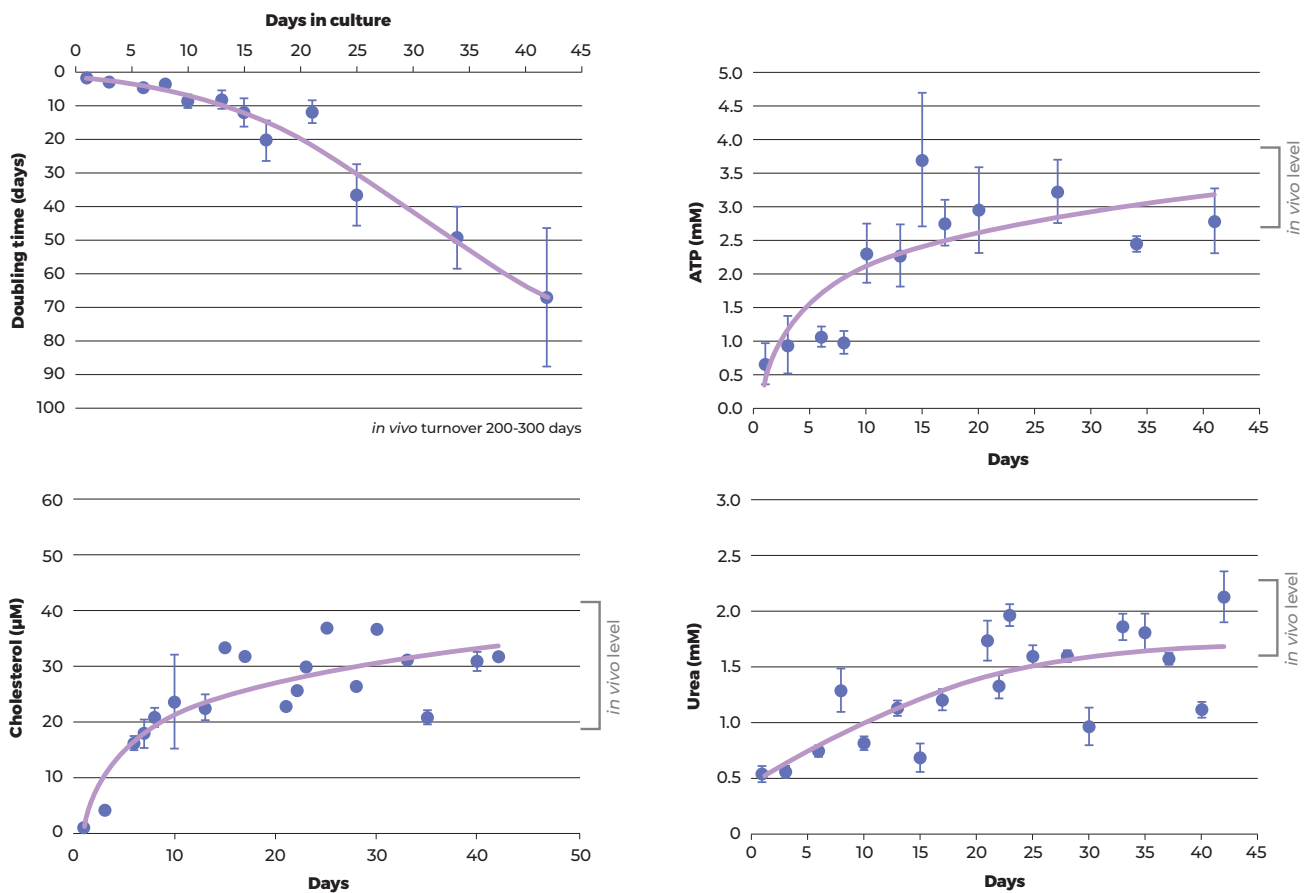 Days in culture
0 5 10 15 20 25 30 35 40 45
0
10
20
30
40
50
60
70
80
90
100
Doubling time (days)
in vivo turnover 200-300 days
5.0
4.5
4.0
3.5
3.0
2.5
2.0
1.5
1.0
0.5
0.0
ATP (mM)
in vivo level
0 5 10 15 20 25 30 35 40 45
Days
60
50
40
30
20
10
0
Cholesterol (µM)
in vivo level
0 10 20 30 40 50
Days
3.0
2.5
2.0
1.5
1.0
0.5
0
Urea (mM)
in vivo level
0 5 10 15 20 25 30 35 40 45
Days